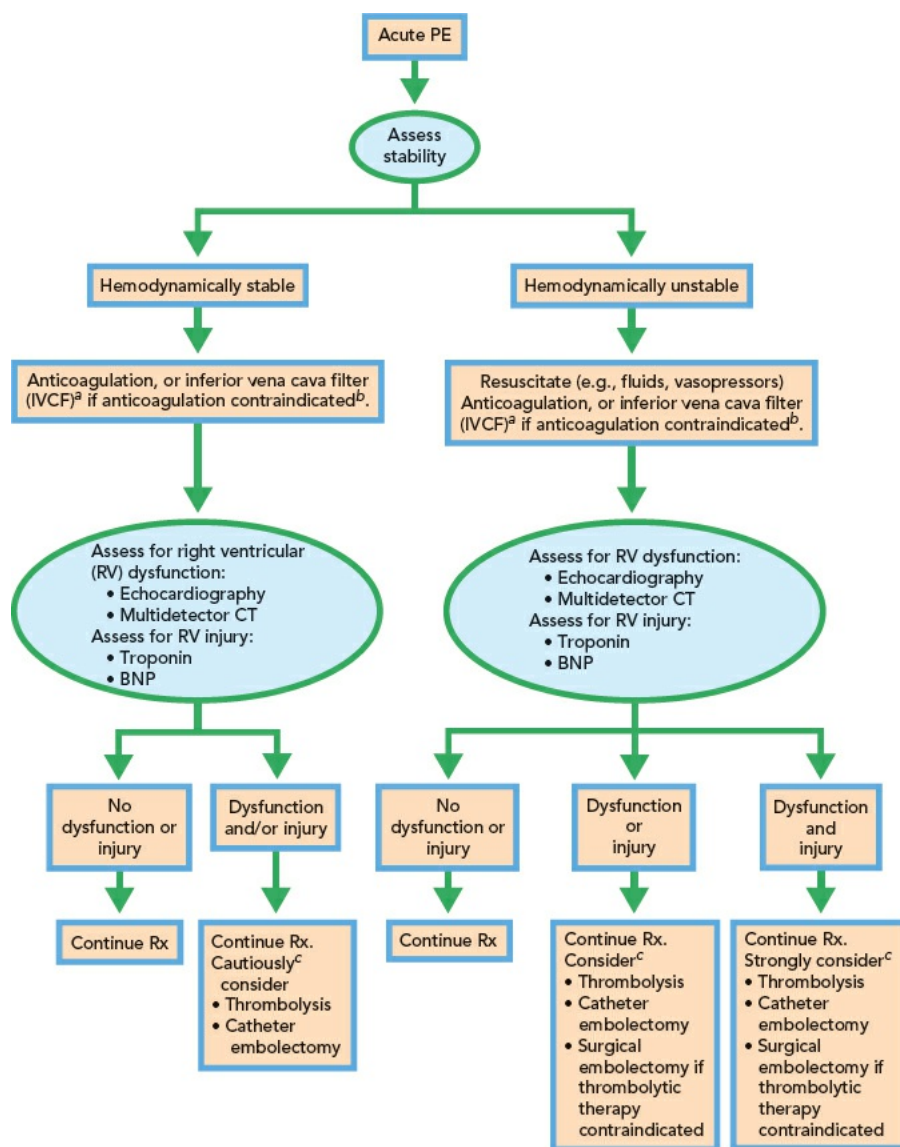 Acute PE
Assess
stability
Hemodynamically stable
Hemodynamically unstable
Anticoagulation, or inferior vena cava filter
(IVCF)a if anticoagulation contraindicatedb.
Resuscitate (e.g., fluids, vasopressors)
Anticoagulation, or inferior vena cava filter
(IVCF)a if anticoagulation contraindicatedb.
Assess for right ventricular
(RV) dysfunction:
• Echocardiography
• Multidetector CT
Assess for RV injury:
• Troponin
• BNP
Assess for RV dysfunction:
• Echocardiography
• Multidetector CT
Assess for RV injury:
• Troponin
• BNP
No
dysfunction or
injury
Dysfunction
and/or injury
No
dysfunction or
injury
Dysfunction
or
injury
Dysfunction
and
injury
Continue Rx
Continue Rx.
Cautiouslyc
consider
• Thrombolysis
• Catheter
embolectomy
Continue Rx
Continue Rx.
Considerc
• Thrombolysis
• Catheter
embolectomy
• Surgical
embolectomy if
thrombolytic
therapy
contraindicated
Continue Rx.
Strongly considerc
• Thrombolysis
• Catheter
embolectomy
• Surgical
embolectomy if
thrombolytic
therapy
contraindicated